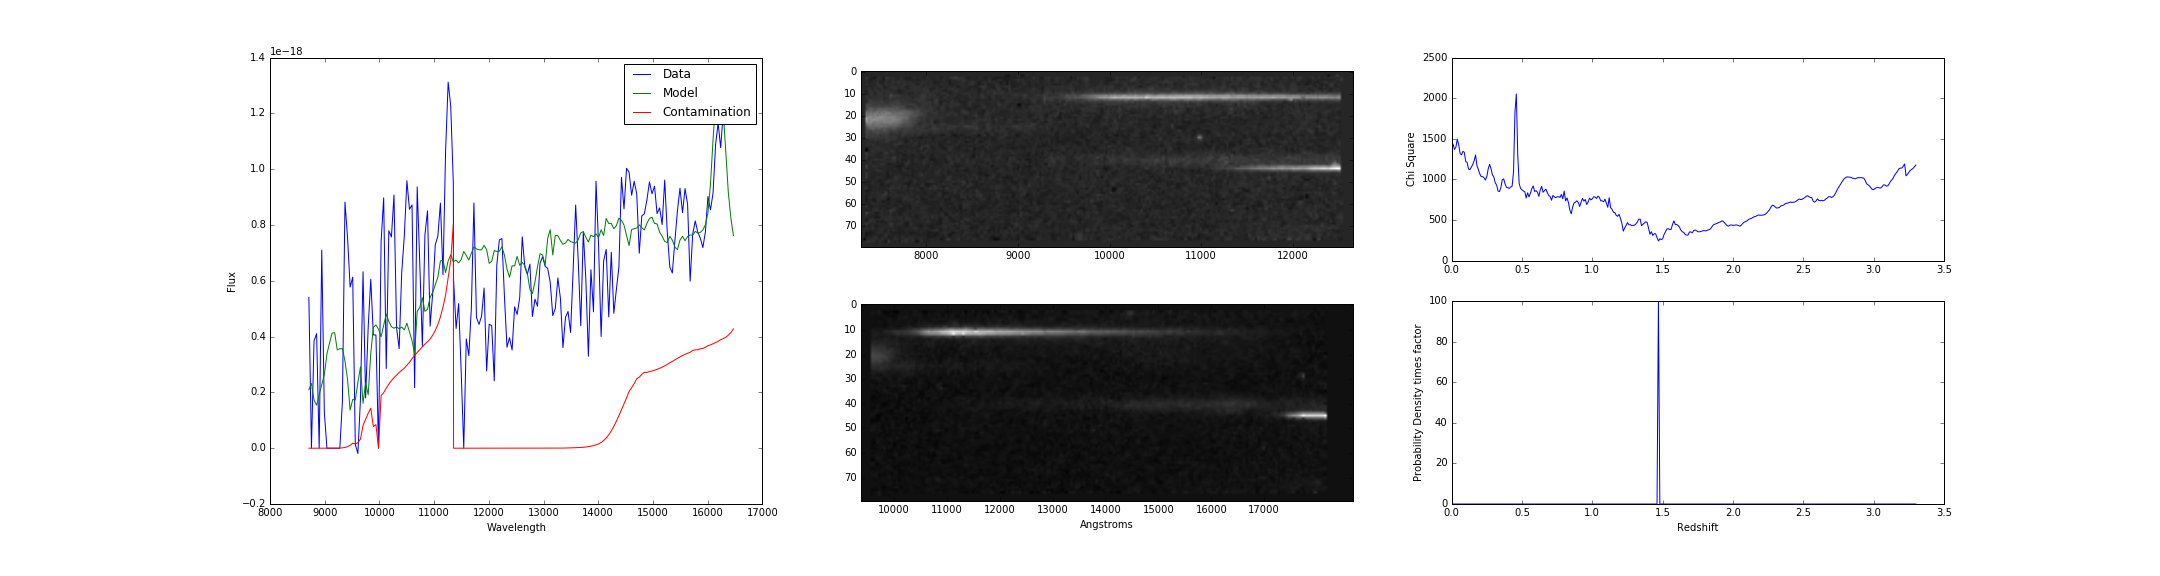 1e−18
1.4
1.2
1.0
0.8
0.6
0.4
0.2
0.0
−0.2
Flux
8000 9000 10000 11000 12000 13000 14000 15000 16000 17000
Wavelength
Data
Model
Contamination
0
10
20
30
40
50
60
70
8000 9000 10000 11000 12000
0
10
20
30
40
50
60
70
10000 11000 12000 13000 14000 15000 16000 17000
Angstroms
2500
2000
1500
1000
500
0
Chi Square
0.0 0.5 1.0 1.5 2.0 2.5 3.0 3.5
100
80
60
40
20
0
Probability Density times factor
0.0 0.5 1.0 1.5 2.0 2.5 3.0 3.5
Redshift